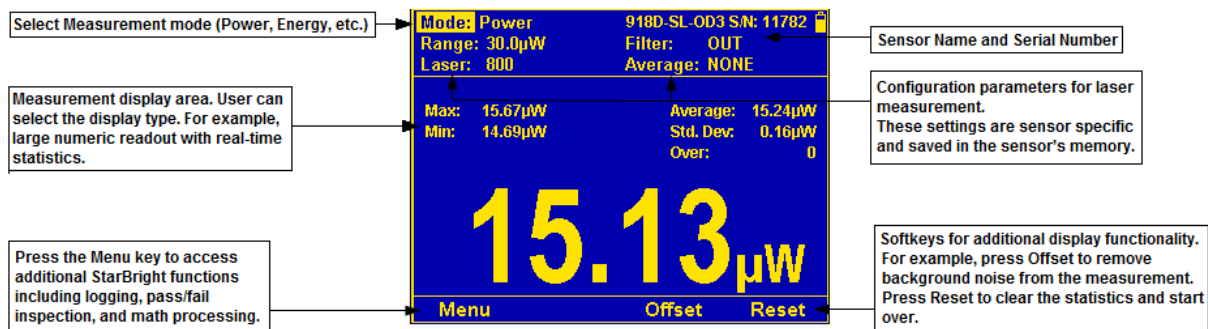 Select Measurement mode (Power, Energy, etc.)
Measurement display area. User can
select the display type. For example,
large numeric readout with real-time
statistics.
Press the Menu key to access
additional StarBright functions
including logging, pass/fail
inspection, and math processing.
Mode: Power 918D-SL-OD3 S/N: 11782
Range: 30.0µW Filter: OUT
Laser: 800 Average: NONE
Max: 15.67µW Average: 15.24µW
Min: 14.69µW Std. Dev: 0.16µW
Over: 0
15.13µW
Menu Offset Reset
Sensor Name and Serial Number
Configuration parameters for laser
measurement.
These settings are sensor specific
and saved in the sensor's memory.
Softkeys for additional display functionality.
For example, press Offset to remove
background noise from the measurement.
Press Reset to clear the statistics and start
over.